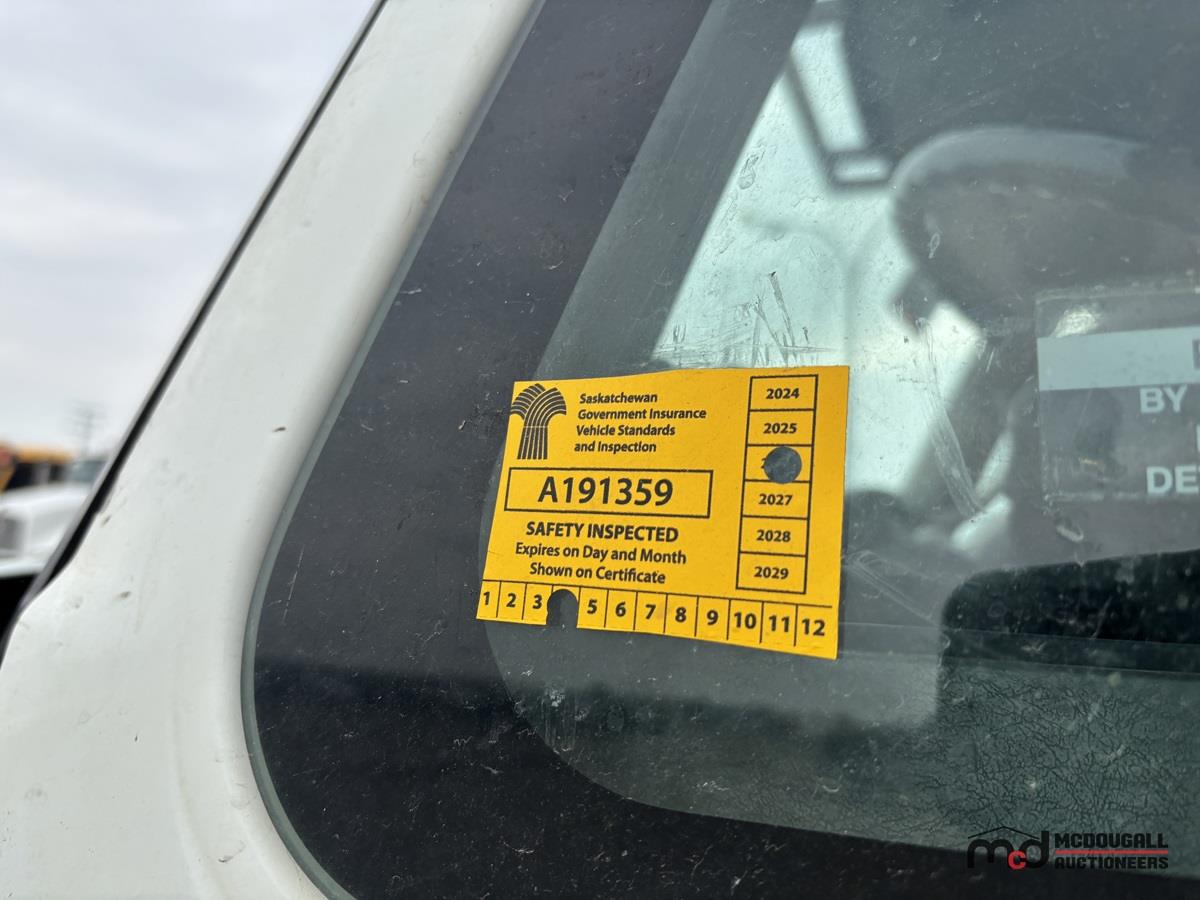 Saskatchewan
Government Insurance
Vehicle Standards
and Inspection
A191359
SAFETY INSPECTED
Expires on Day and Month
Shown on Certificate
1 2 3 5 6 7 8 9 10 11 12
2024
2025
2027
2028
2029
BY
DE
mcd MCDOUGALL
AUCTIONEERS